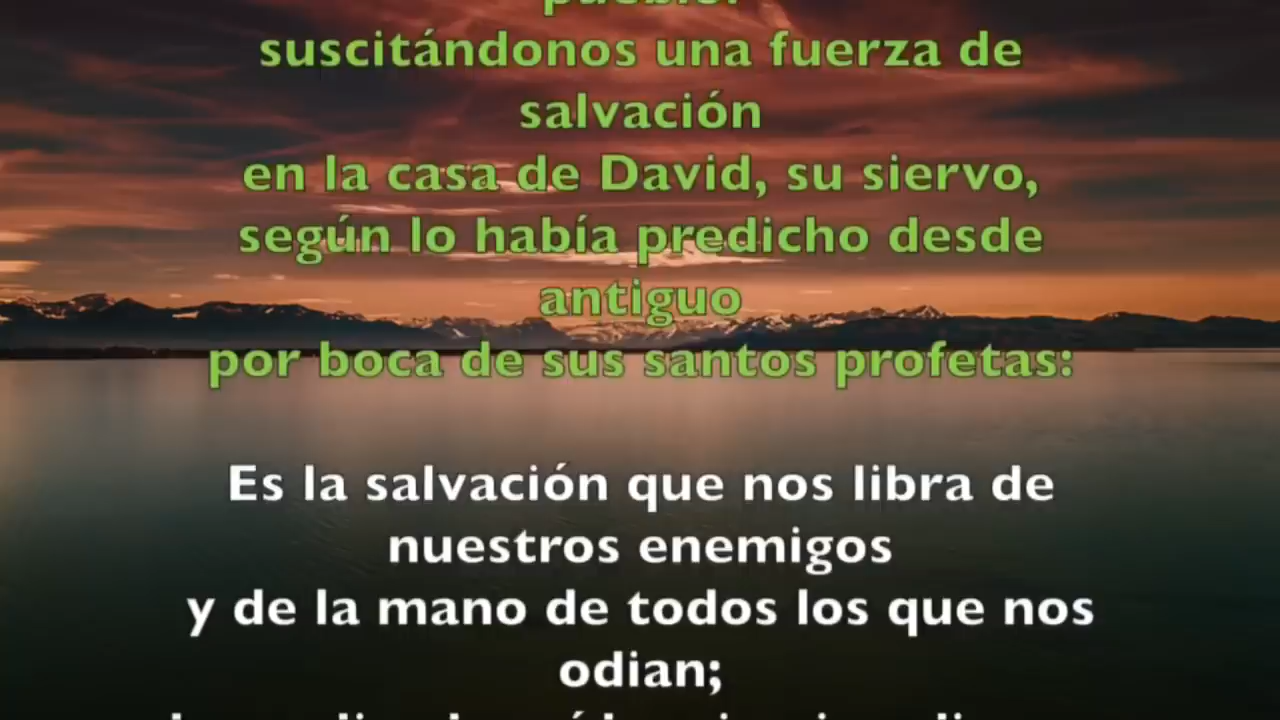 suscitándonos una fuerza de
salvación
en la casa de David, su siervo,
según lo había predicho desde
antiguo
por boca de sus santos profetas:
Es la salvación que nos libra de
nuestros enemigos
y de la mano de todos los que nos
odian;